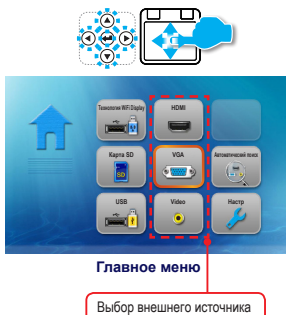 Технология WiFi Display
HDMI
Карта SD
SD
VGA
Автоматический поиск
USB
Video
Настр
Главное меню
Выбор внешнего источника